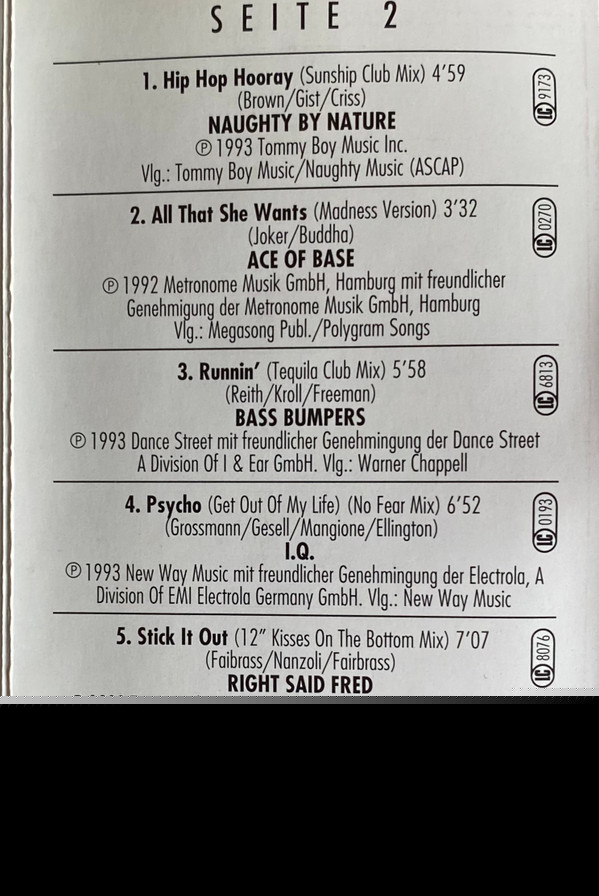 SEITE 2
1. Hip Hop Hooray (Sunship Club Mix) 4'59
(Brown/Gist/Criss)
NAUGHTY BY NATURE
Ⓟ 1993 Tommy Boy Music Inc.
Vlg.: Tommy Boy Music/Naughty Music (ASCAP)
LC 9173
2. All That She Wants (Madness Version) 3'32
(Joker/Buddha)
ACE OF BASE
Ⓟ 1992 Metronome Musik GmbH, Hamburg mit freundlicher
Genehmigung der Metronome Musik GmbH, Hamburg
Vlg.: Megasong Publ./Polygram Songs
LC 0270
3. Runnin' (Tequila Club Mix) 5'58
(Reith/Kroll/Freeman)
BASS BUMPERS
Ⓟ 1993 Dance Street mit freundlicher Genehmingung der Dance Street
A Division Of I & Ear GmbH. Vlg.: Warner Chappell
LC 6813
4. Psycho (Get Out Of My Life) (No Fear Mix) 6'52
(Grossmann/Gesell/Mangione/Ellington)
I.Q.
Ⓟ 1993 New Way Music mit freundlicher Genehmingung der Electrola, A
Division Of EMI Electrola Germany GmbH. Vlg.: New Way Music
LC 0193
5. Stick It Out (12" Kisses On The Bottom Mix) 7'07
(Faibrass/Nanzoli/Fairbrass)
RIGHT SAID FRED
LC 8076